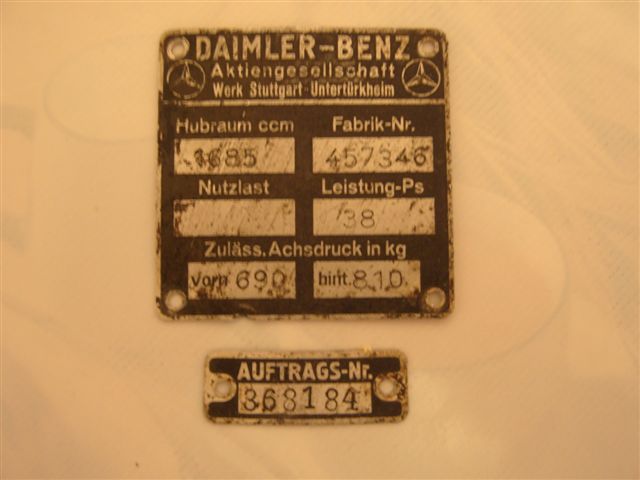 DAIMLER-BENZ
Aktiengesellschaft
Werk Stuttgart-Untertürkheim
Hubraum ccm Fabrik-Nr.
1685 457346
Nutzlast Leistung-Ps
38
Zuläss. Achsdruck in kg
vorn 690 hint. 810
AUFTRAGS-Nr.
368184